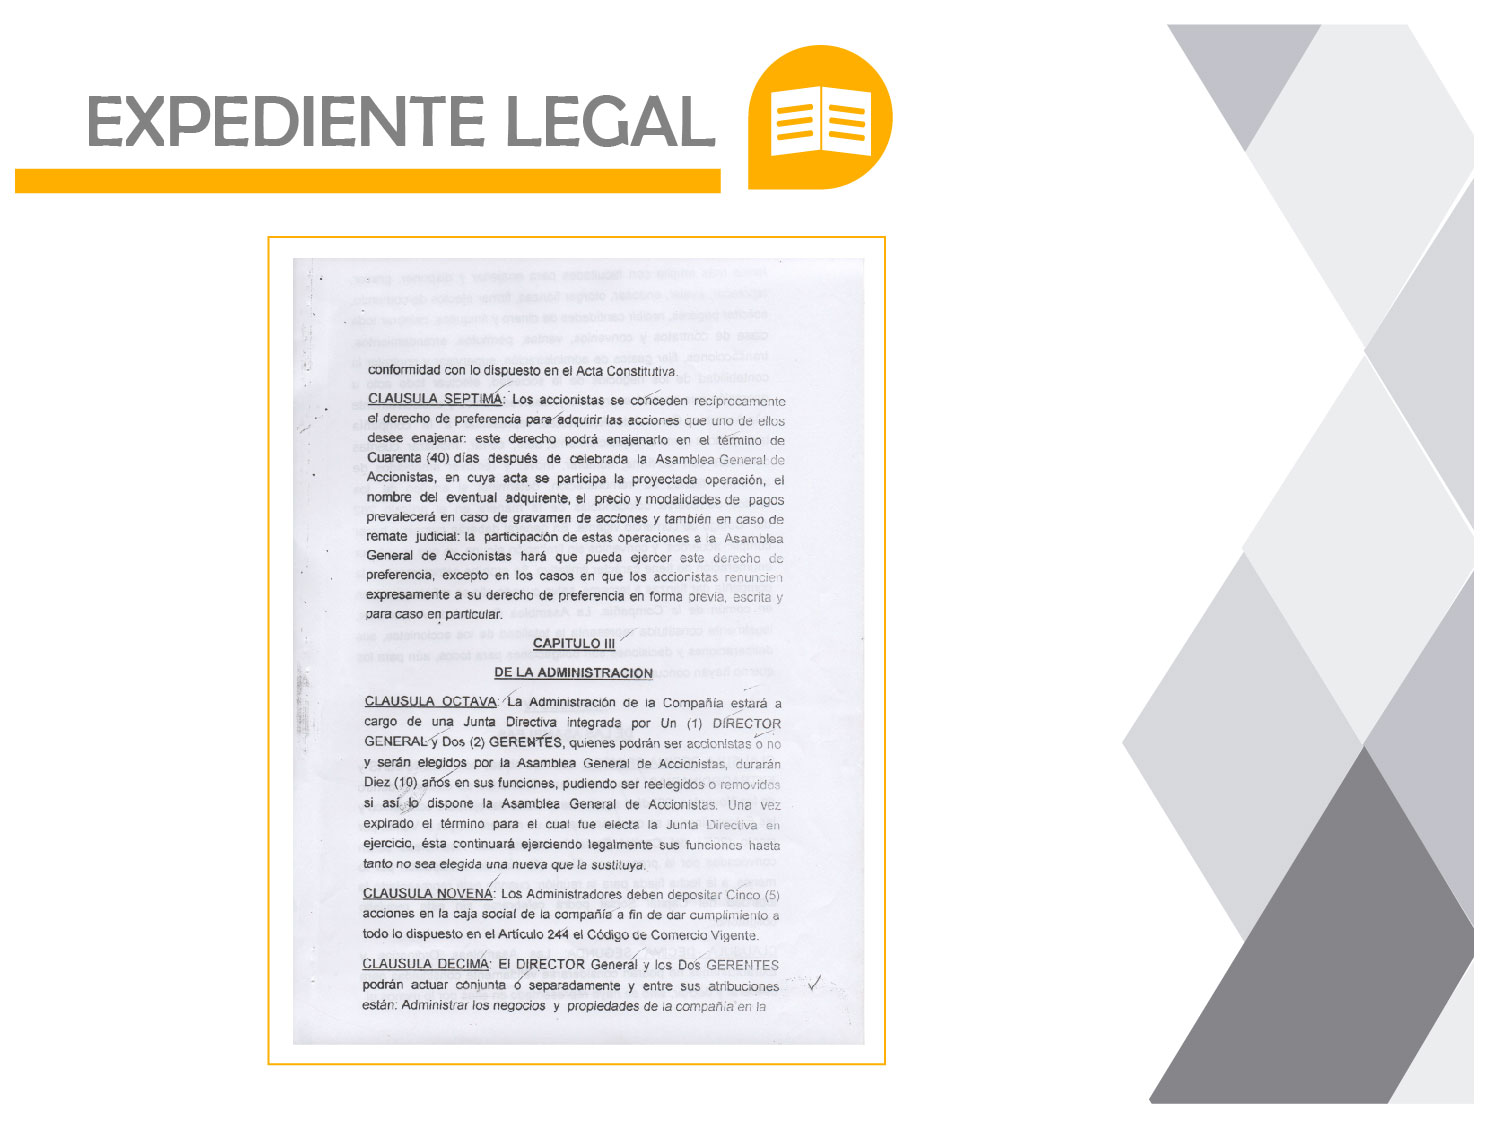 EXPEDIENTE LEGAL
conformidad con lo dispuesto en el Acta Constitutiva.
CLAUSULA SEPTIMA: Los accionistas se conceden recíprocamente
el derecho de preferencia para adquirir las acciones que uno de ellos
desee enajenar: este derecho podrá enajenarlo en el término de
Cuarenta (40) días después de celebrada la Asamblea General de
Accionistas, en cuya acta se participa la proyectada operación, el
nombre del eventual adquirente, el precio y modalidades de pagos
prevalecerá en caso de gravamen de acciones y también en caso de
remate judicial: la participación de estas operaciones a la Asamblea
General de Accionistas hará que pueda ejercer este derecho de
preferencia, excepto en los casos en que los accionistas renuncien
expresamente a su derecho de preferencia en forma previa, escrita y
para caso en particular.
CAPITULO III
DE LA ADMINISTRACION
CLAUSULA OCTAVA: La Administración de la Compañía estará a
cargo de una Junta Directiva integrada por Un (1) DIRECTOR
GENERAL y Dos (2) GERENTES, quienes podrán ser accionistas o no
y serán elegidos por la Asamblea General de Accionistas, durarán
Diez (10) años en sus funciones, pudiendo ser reelegidos o removidos
si así lo dispone la Asamblea General de Accionistas. Una vez
expirado el término para el cual fue electa la Junta Directiva en
ejercicio, ésta continuará ejerciendo legalmente sus funciones hasta
tanto no sea elegida una nueva que la sustituya.
CLAUSULA NOVENA: Los Administradores deben depositar Cinco (5)
acciones en la caja social de la compañía a fin de dar cumplimiento a
todo lo dispuesto en el Artículo 244 el Código de Comercio Vigente.
CLAUSULA DECIMA: El DIRECTOR General y los Dos GERENTES
podrán actuar conjunta ó separadamente y entre sus atribuciones
están: Administrar los negocios y propiedades de la compañía en la